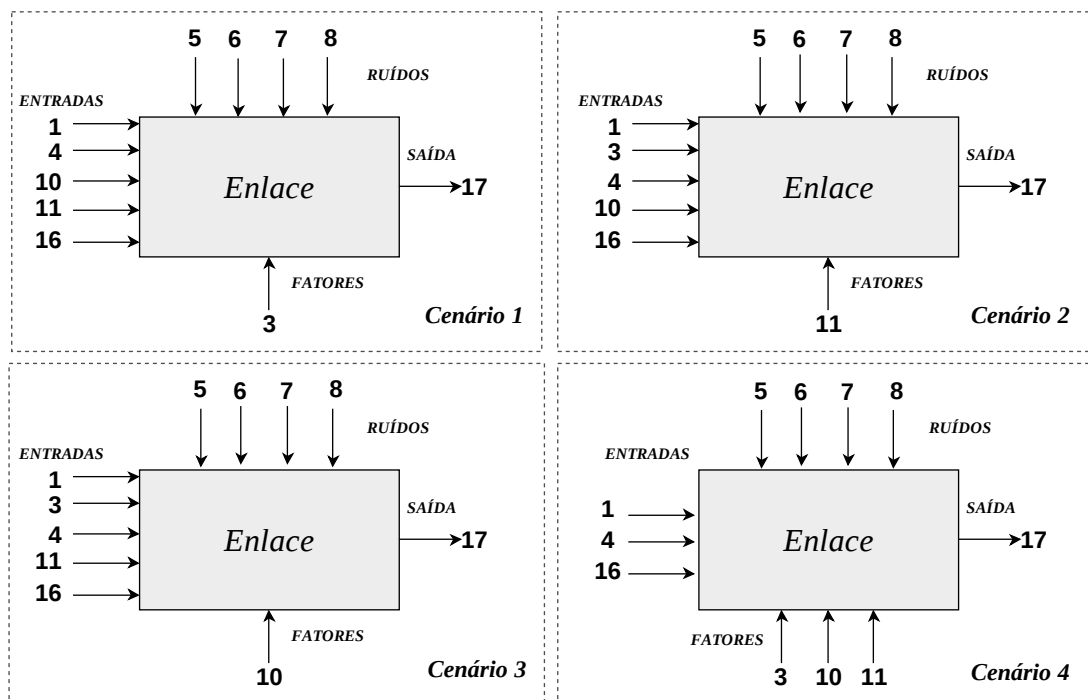 5 6 7 8
RUÍDOS
ENTRADAS
1
4
10
11
16
Enlace
SAÍDA
17
FATORES
3
Cenário 1
5 6 7 8
RUÍDOS
ENTRADAS
1
3
4
10
16
Enlace
SAÍDA
17
FATORES
11
Cenário 2
5 6 7 8
RUÍDOS
ENTRADAS
1
3
4
11
16
Enlace
SAÍDA
17
FATORES
10
Cenário 3
5 6 7 8
RUÍDOS
ENTRADAS
1
4
16
Enlace
SAÍDA
17
FATORES
3 10 11
Cenário 4